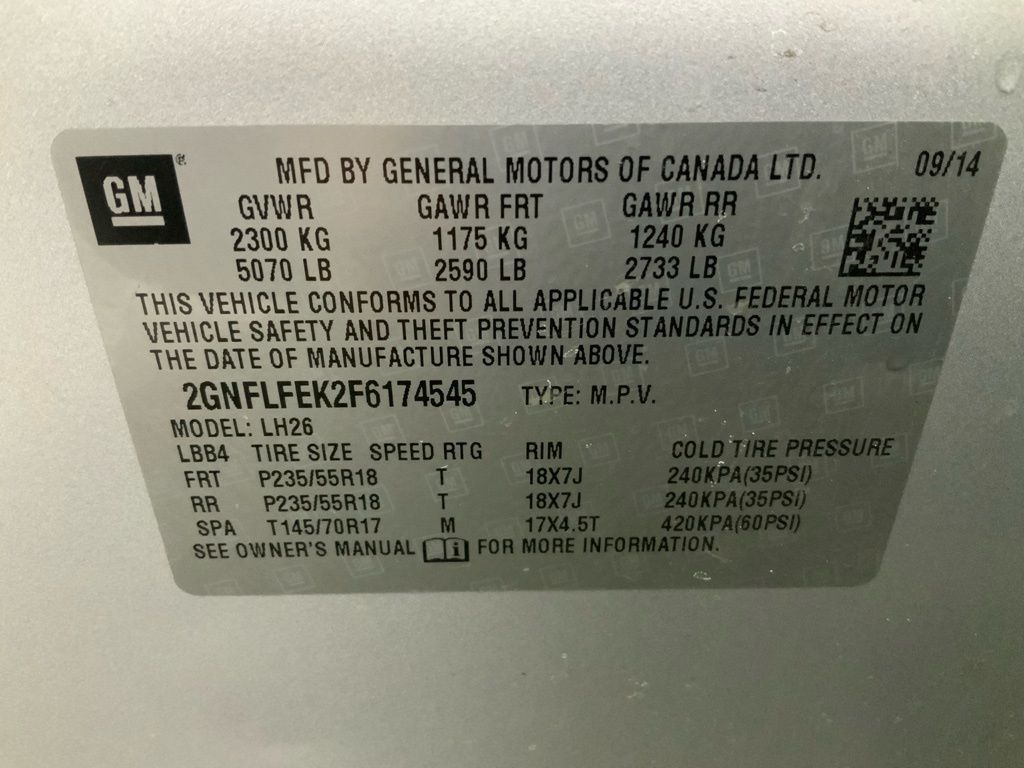 GM ®
MFD BY GENERAL MOTORS OF CANADA LTD. 09/14
GVWR GAWR FRT GAWR RR
2300 KG 1175 KG 1240 KG
5070 LB 2590 LB 2733 LB
THIS VEHICLE CONFORMS TO ALL APPLICABLE U.S. FEDERAL MOTOR
VEHICLE SAFETY AND THEFT PREVENTION STANDARDS IN EFFECT ON
THE DATE OF MANUFACTURE SHOWN ABOVE.
2GNFLFEK2F6174545 TYPE: M.P.V.
MODEL: LH26
LBB4 TIRE SIZE SPEED RTG RIM COLD TIRE PRESSURE
FRT P235/55R18 T 18X7J 240KPA(35PSI)
RR P235/55R18 T 18X7J 240KPA(35PSI)
SPA T145/70R17 M 17X4.5T 420KPA(60PSI)
SEE OWNER'S MANUAL i FOR MORE INFORMATION.